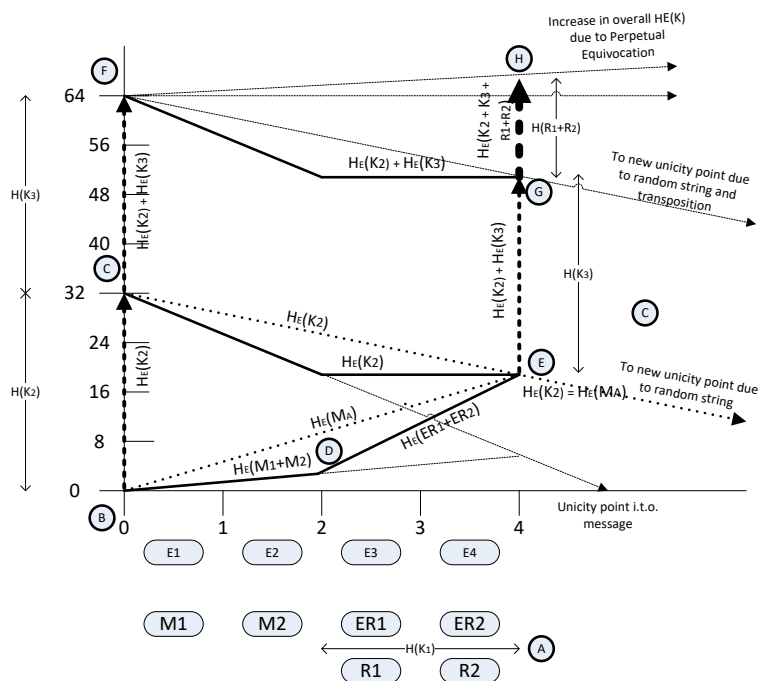 Increase in overall HE(K)
due to Perpetual
Equivocation
F
H
64
56
48
40
32
24
16
8
0
H(K3)
H(K2)
HE(K2) + HE(K3)
HE(K2)
C
HE(K2) + HE(K3)
HE(K2 + K3 +
R1+R2)
H(R1+R2)
To new unicity point due
to random string and
transposition
G
HE(K2) + HE(K3)
H(K3)
C
HE(K2)
HE(K2)
E
To new unicity point due
to random string
HE(K2) = HE(MA)
HE(MA)
HE(ER1+ER2)
D
HE(M1+M2)
B
Unicity point i.t.o.
message
0
1
2
3
4
E1
E2
E3
E4
M1
M2
ER1
ER2
H(K1)
A
R1
R2